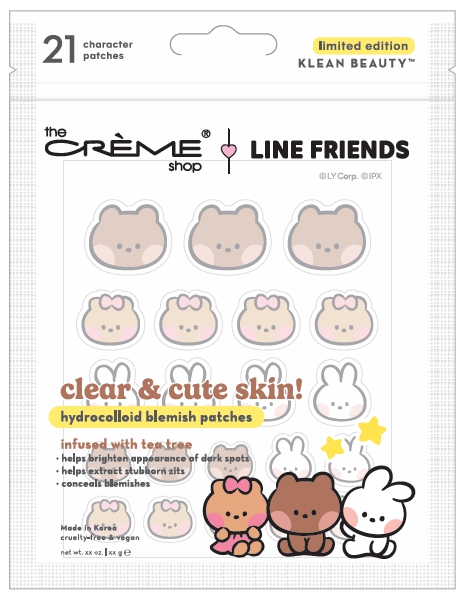 21 character
patches
limited edition
KLEAN BEAUTY™
the
CRÈME®
shop
LINE FRIENDS
©LY Corp. ©IPX
clear & cute skin!
hydrocolloid blemish patches
infused with tea tree
• helps brighten appearance of dark spots
• helps extract stubborn zits
• conceals blemishes
Made in Korea
cruelty-free & vegan
net wt. xx oz. | xx g ℮